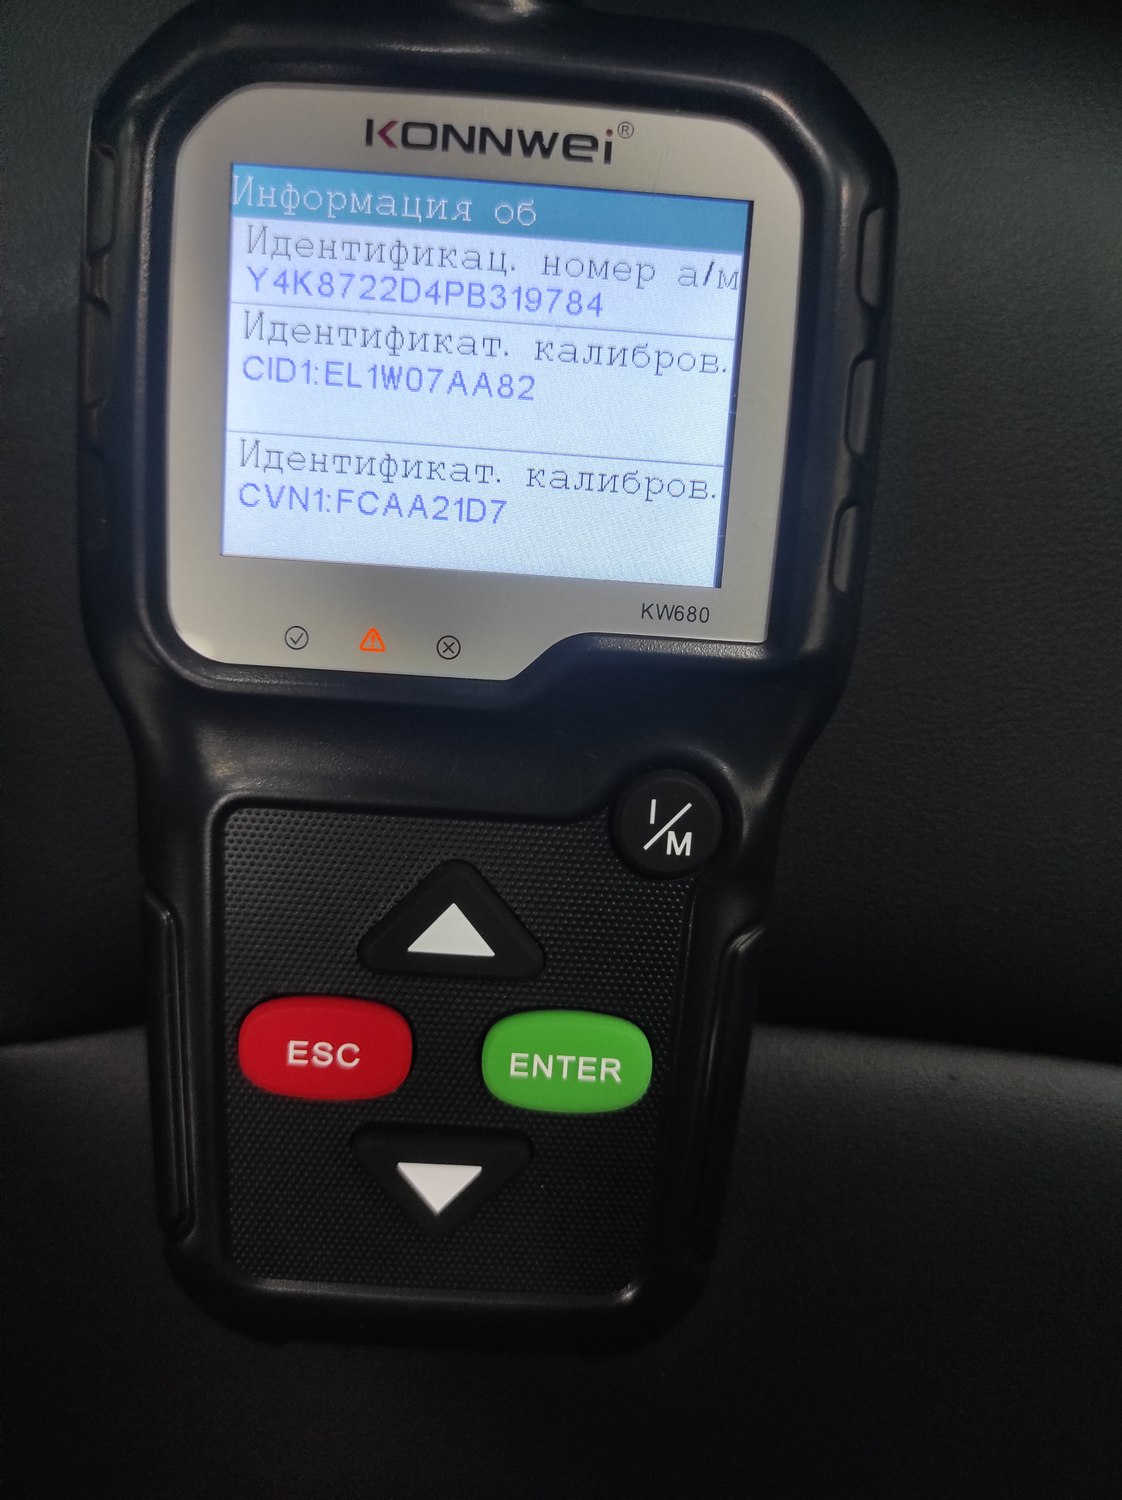 KONNWEI®
Информация об
Идентификац. номер а/м
Y4K8722D4PB319784
Идентификат. калибров.
CID1:EL1W07AA82
Идентификат. калибров.
CVN1:FCAA21D7
KW680
I/M
ESC
ENTER